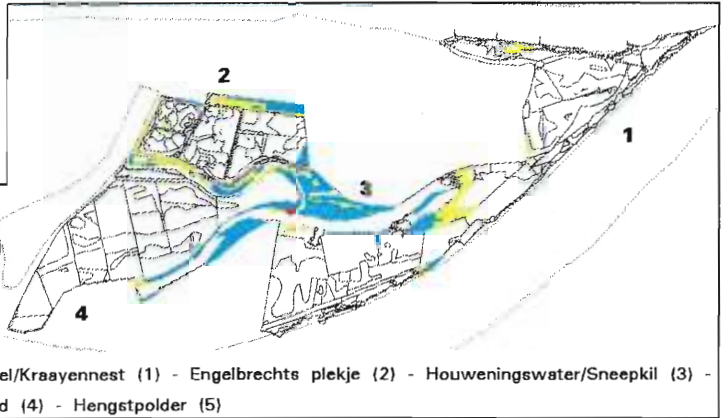 2
1
3
4
el/Kraayennest (1) - Engelbrechts plekje (2) - Houweningswater/Sneepkil (3) -
d (4) - Hengstpolder (5)